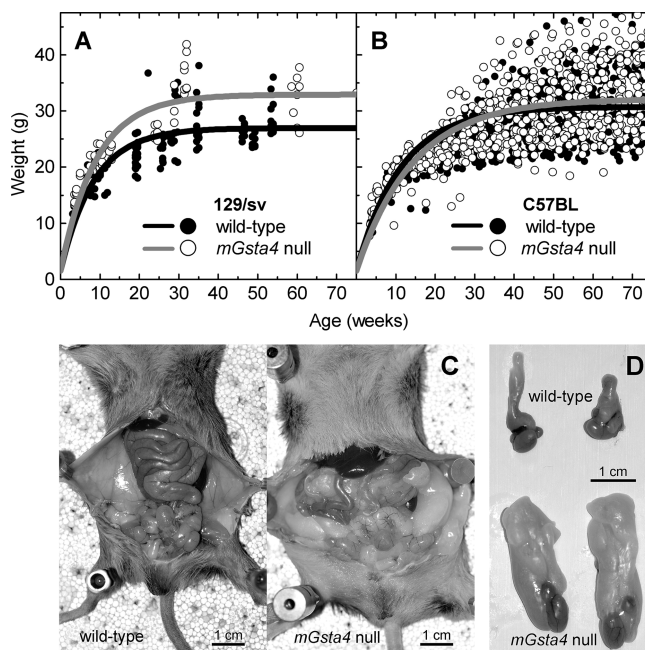 A
B
Weight (g)
50
40
30
20
10
0
129/sv
wild-type
mGsta4 null
C57BL
wild-type
mGsta4 null
0 10 20 30 40 50 60 70
0 10 20 30 40 50 60 70
Age (weeks)
C
D
wild-type
1 cm
wild-type
1 cm
mGsta4 null
1 cm
mGsta4 null